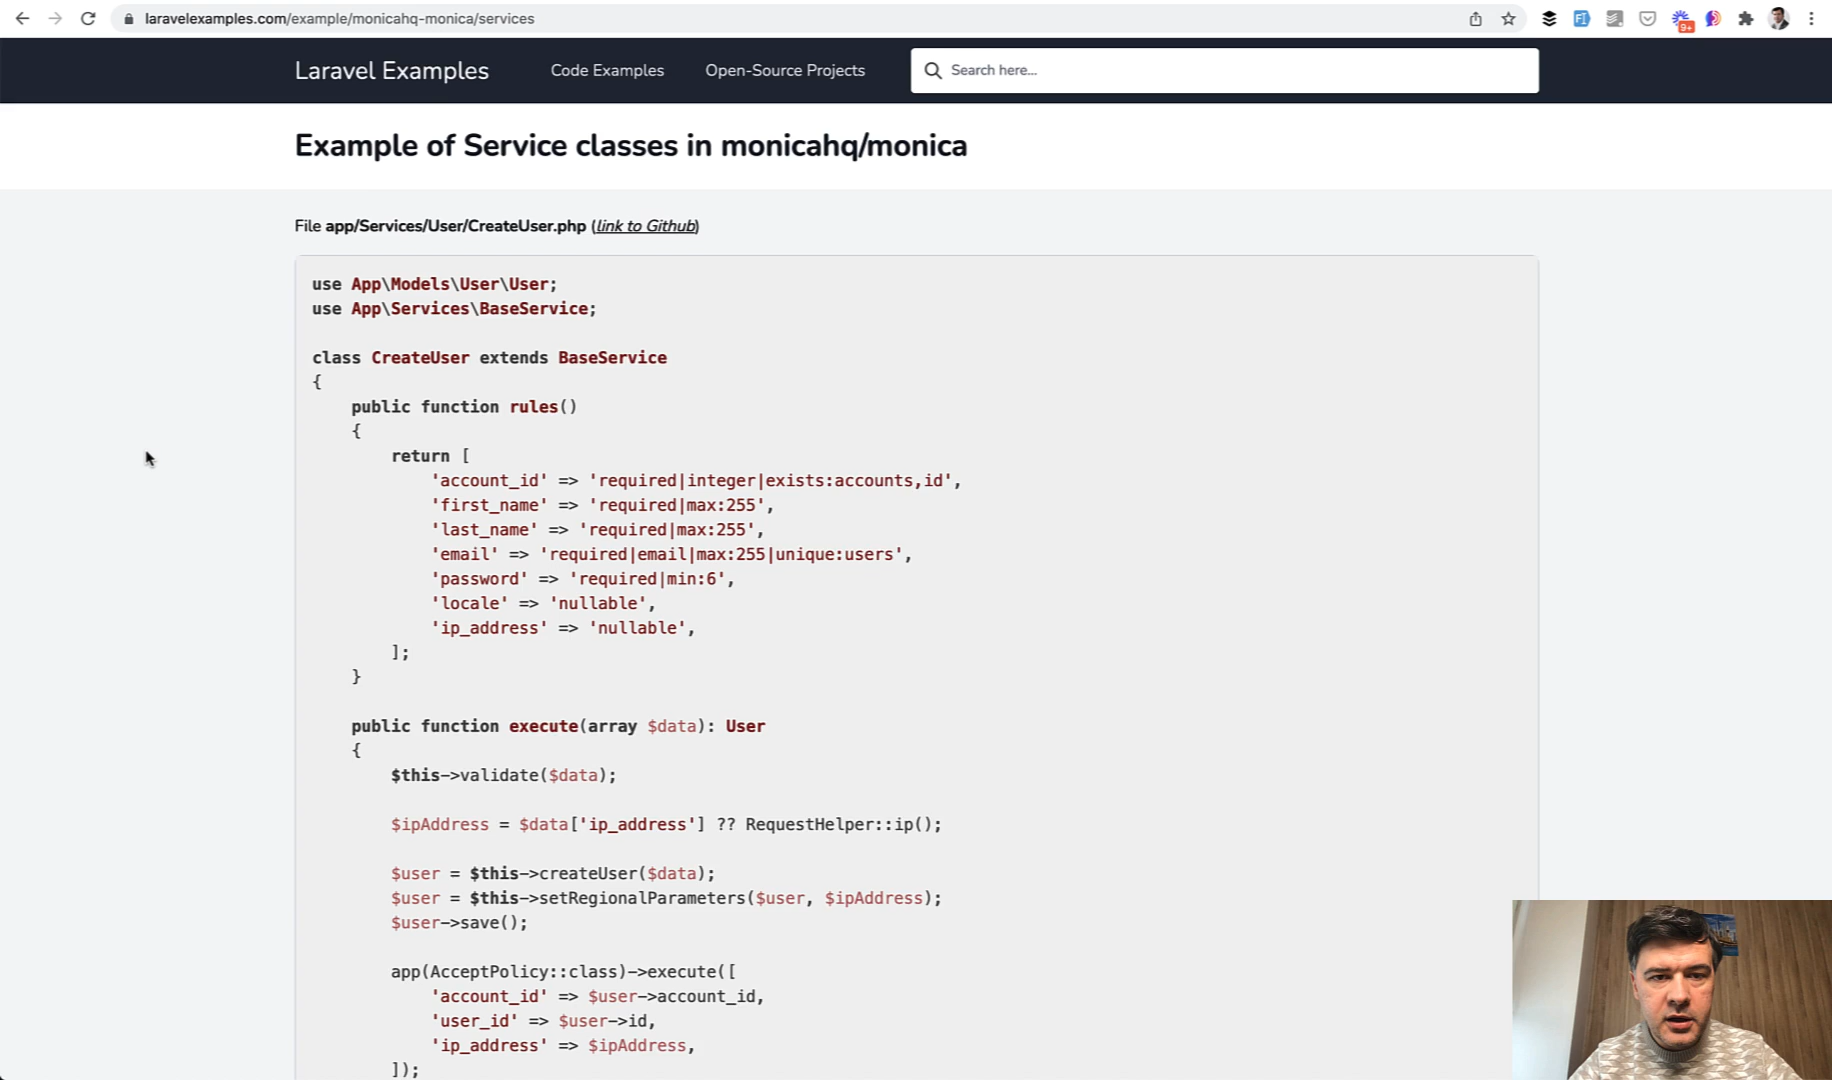 laravelexamples.com/example/monicahq-monica/services
9+
Laravel Examples
Code Examples
Open-Source Projects
Search here...
Example of Service classes in monicahq/monica
File app/Services/User/CreateUser.php (link to Github)
use App\Models\User\User;
use App\Services\BaseService;
class CreateUser extends BaseService
{
public function rules()
{
return [
'account_id' => 'required|integer|exists:accounts,id',
'first_name' => 'required|max:255',
'last_name' => 'required|max:255',
'email' => 'required|email|max:255|unique:users',
'password' => 'required|min:6',
'locale' => 'nullable',
'ip_address' => 'nullable',
];
}
public function execute(array $data): User
{
$this->validate($data);
$ipAddress = $data['ip_address'] ?? RequestHelper::ip();
$user = $this->createUser($data);
$user = $this->setRegionalParameters($user, $ipAddress);
$user->save();
app(AcceptPolicy::class)->execute([
'account_id' => $user->account_id,
'user_id' => $user->id,
'ip_address' => $ipAddress,
]);